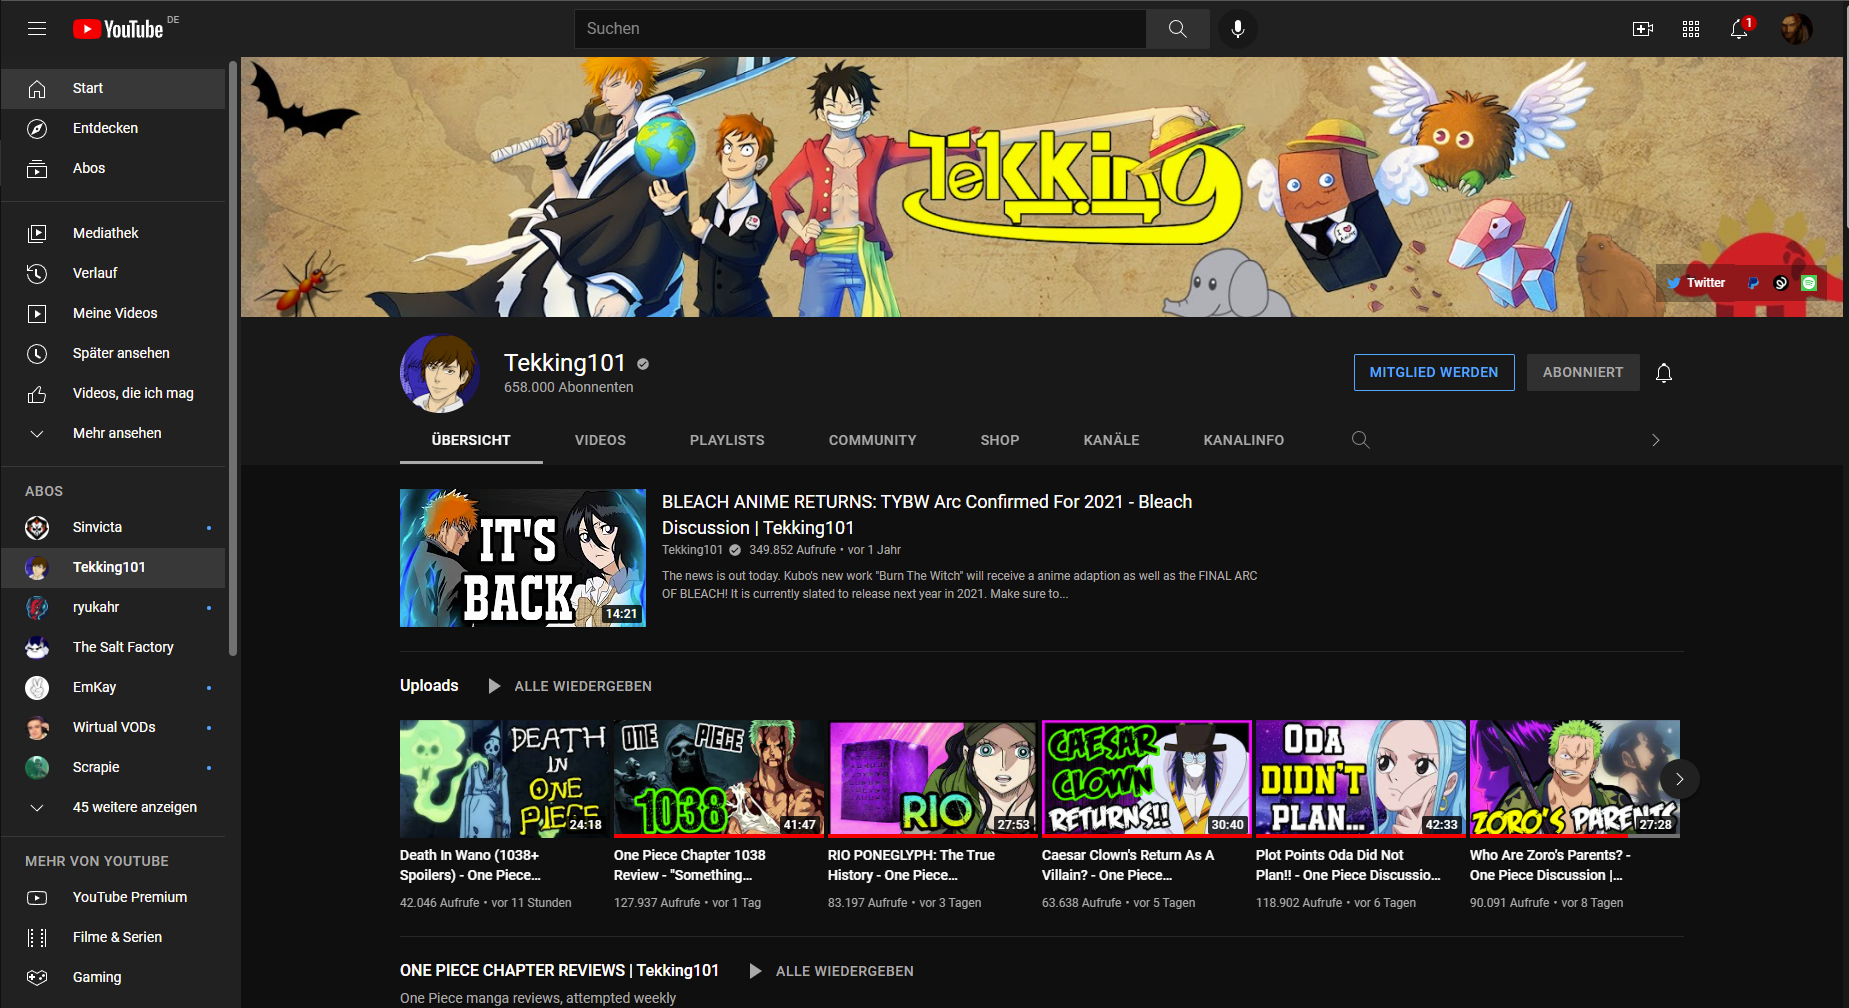 YouTube DE
Suchen
1
Start
Entdecken
Abos
Mediathek
Verlauf
Meine Videos
Später ansehen
Videos, die ich mag
Mehr ansehen
ABOS
Sinvicta
Tekking101
ryukahr
The Salt Factory
EmKay
Wirtual VODs
Scrapie
45 weitere anzeigen
MEHR VON YOUTUBE
YouTube Premium
Filme & Serien
Gaming
Tekking
Twitter
Tekking101
658.000 Abonnenten
MITGLIED WERDEN
ABONNIERT
ÜBERSICHT VIDEOS PLAYLISTS COMMUNITY SHOP KANÄLE KANALINFO
IT'S
BACK
14:21
BLEACH ANIME RETURNS: TYBW Arc Confirmed For 2021 - Bleach
Discussion | Tekking101
Tekking101 349.852 Aufrufe • vor 1 Jahr
The news is out today. Kubo's new work "Burn The Witch" will receive a anime adaption as well as the FINAL ARC
OF BLEACH! It is currently slated to release next year in 2021. Make sure to...
Uploads ALLE WIEDERGEBEN
DEATH
IN
ONE
PIECE
24:18
Death In Wano (1038+
Spoilers) - One Piece...
42.046 Aufrufe • vor 11 Stunden
ONE PIECE
1038
41:47
One Piece Chapter 1038
Review - "Something...
127.937 Aufrufe • vor 1 Tag
RIO
27:53
RIO PONEGLYPH: The True
History - One Piece...
83.197 Aufrufe • vor 3 Tagen
CAESAR
CLOWN
RETURNS!!
30:40
Caesar Clown's Return As A
Villain? - One Piece...
63.638 Aufrufe • vor 5 Tagen
ODA
DIDN'T
PLAN...
42:33
Plot Points Oda Did Not
Plan!! - One Piece Discussio...
118.902 Aufrufe • vor 6 Tagen
ZORO'S PARENTS
27:28
Who Are Zoro's Parents? -
One Piece Discussion |...
90.091 Aufrufe • vor 8 Tagen
ONE PIECE CHAPTER REVIEWS | Tekking101 ALLE WIEDERGEBEN
One Piece manga reviews, attempted weekly